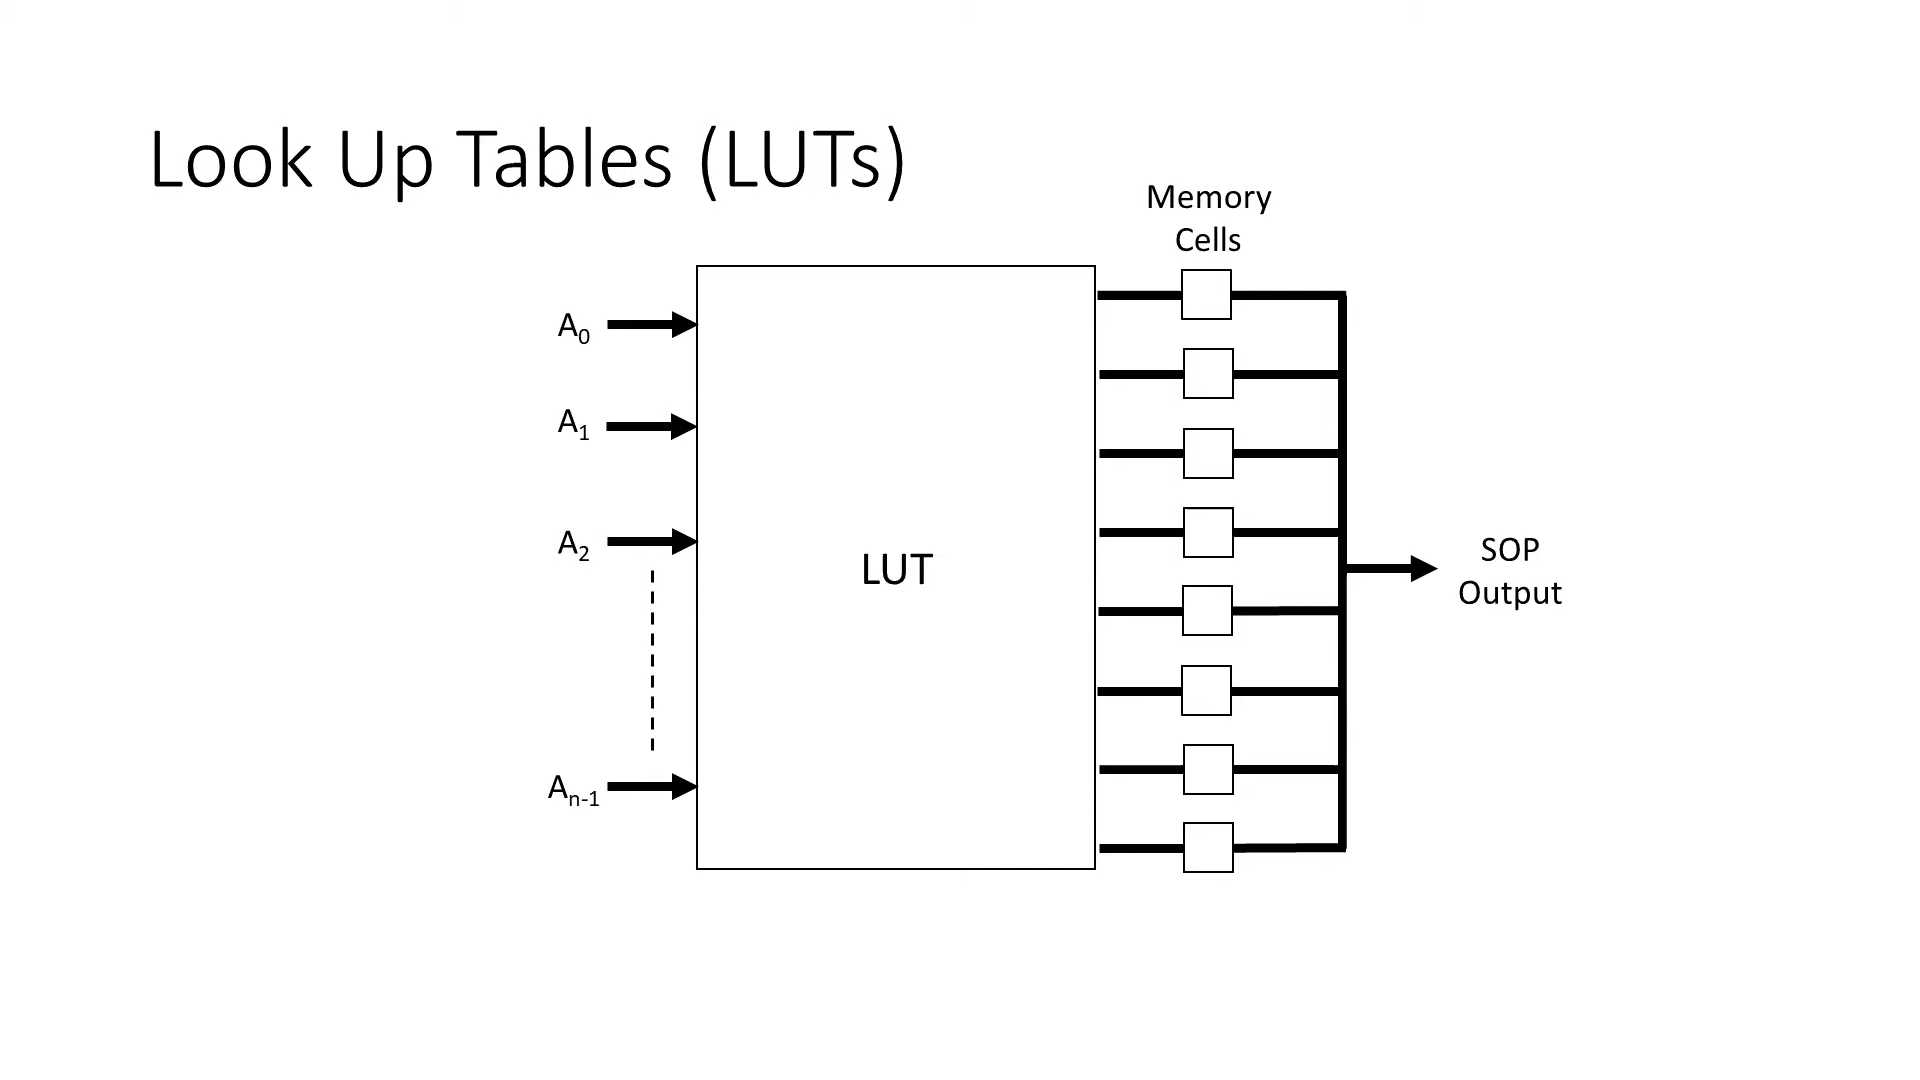 Look Up Tables (LUTs)
Memory
Cells
A0
A1
A2
An-1
LUT
SOP
Output